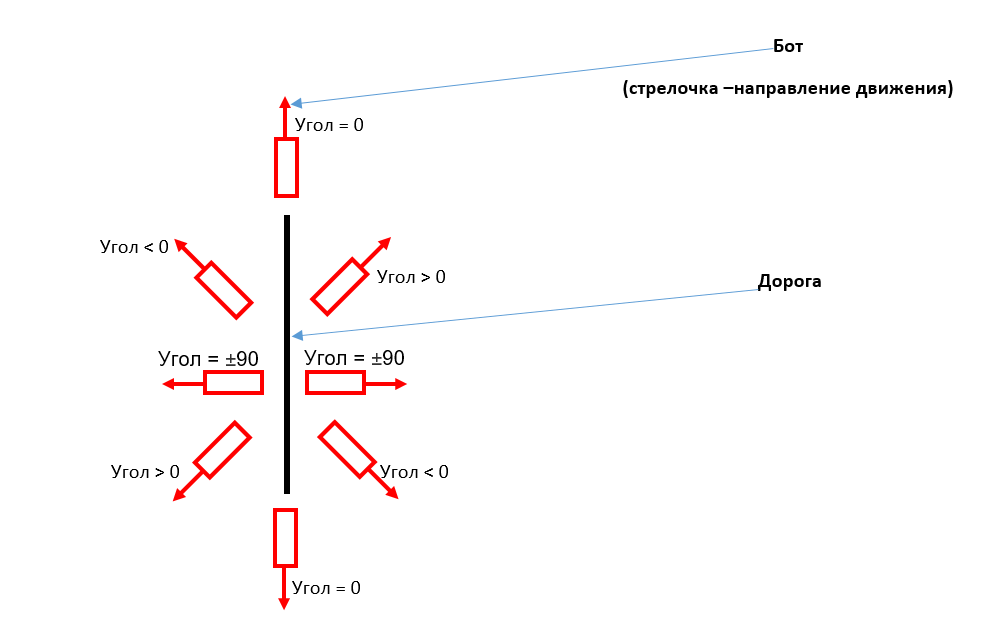 Бот
(стрелочка –направление движения)
Угол = 0
Угол < 0
Угол > 0
Дорога
Угол = ±90
Угол = ±90
Угол > 0
Угол < 0
Угол = 0